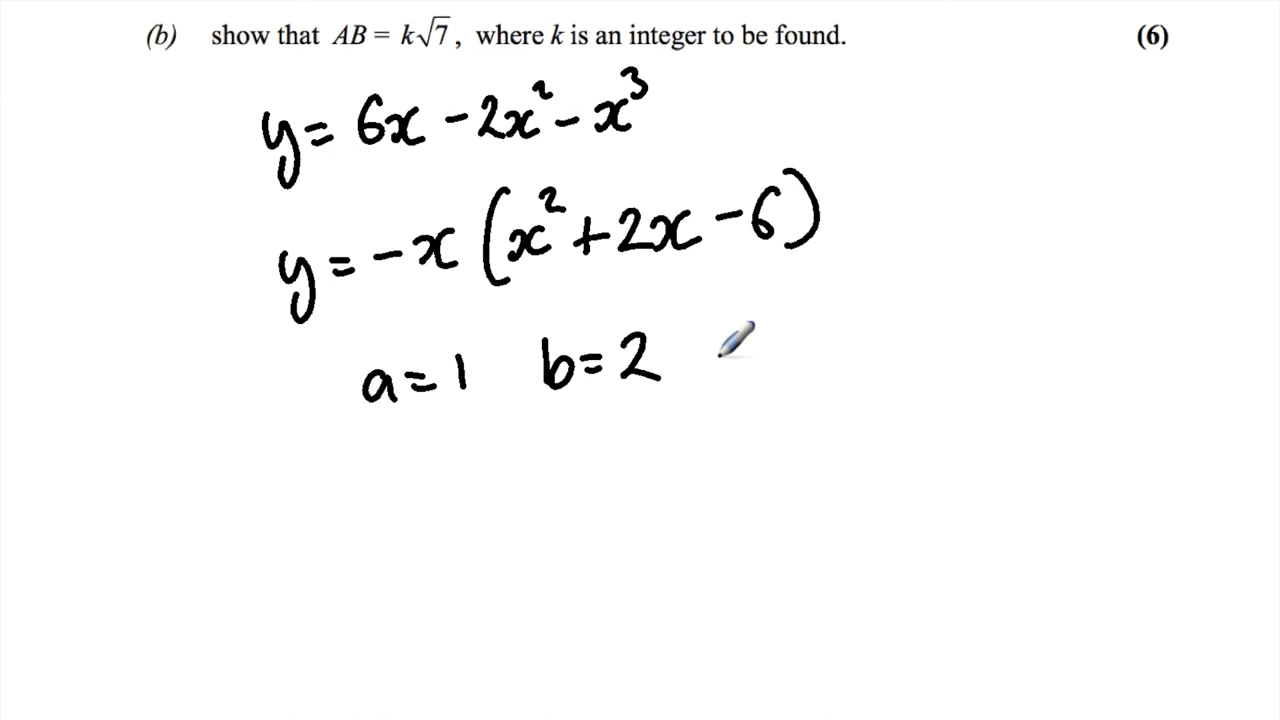 (b) show that AB = k√7, where k is an integer to be found. (6)
y = 6x - 2x² - x³
y = -x (x² + 2x - 6)
a = 1 b = 2